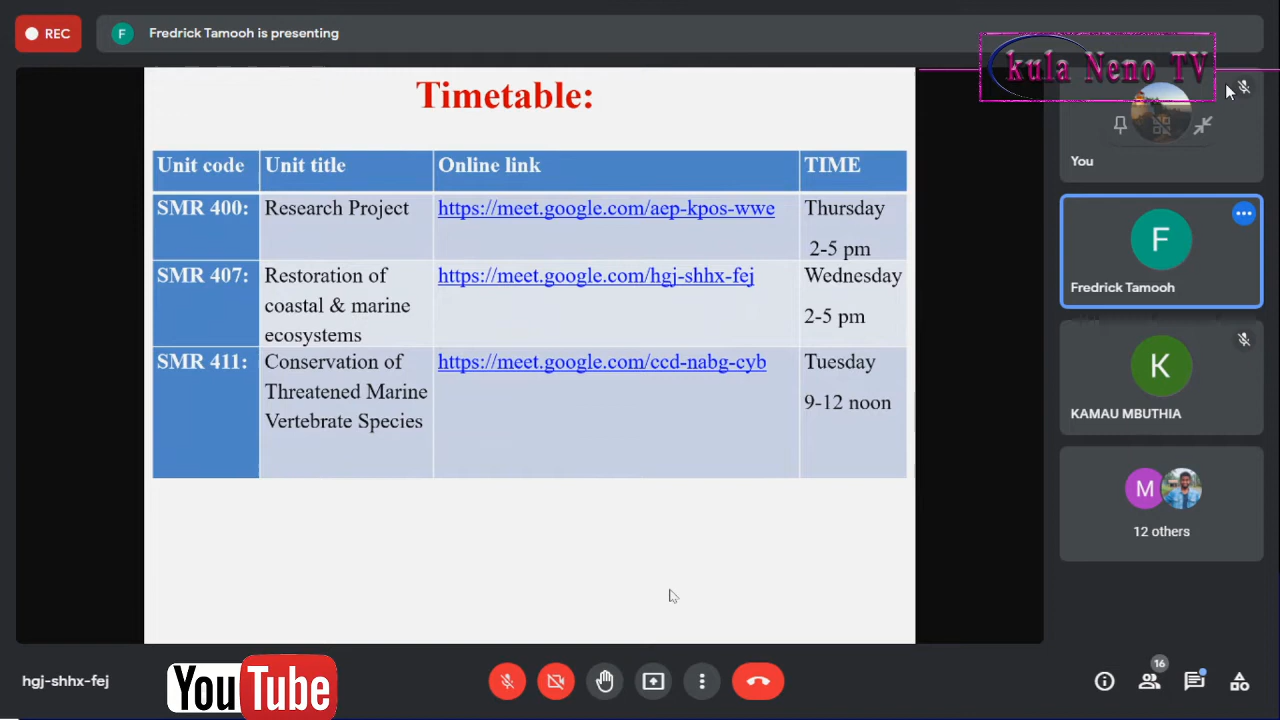 REC
F
Fredrick Tamooh is presenting
kula Neno TV
Timetable:
Unit code Unit title Online link TIME
SMR 400: Research Project https://meet.google.com/aep-kpos-wwe Thursday
2-5 pm
SMR 407: Restoration of https://meet.google.com/hgj-shhx-fej Wednesday
coastal & marine 2-5 pm
ecosystems
SMR 411: Conservation of https://meet.google.com/ccd-nabg-cyb Tuesday
Threatened Marine 9-12 noon
Vertebrate Species
You
F
Fredrick Tamooh
K
KAMAU MBUTHIA
M
12 others
hgj-shhx-fej
YouTube
16